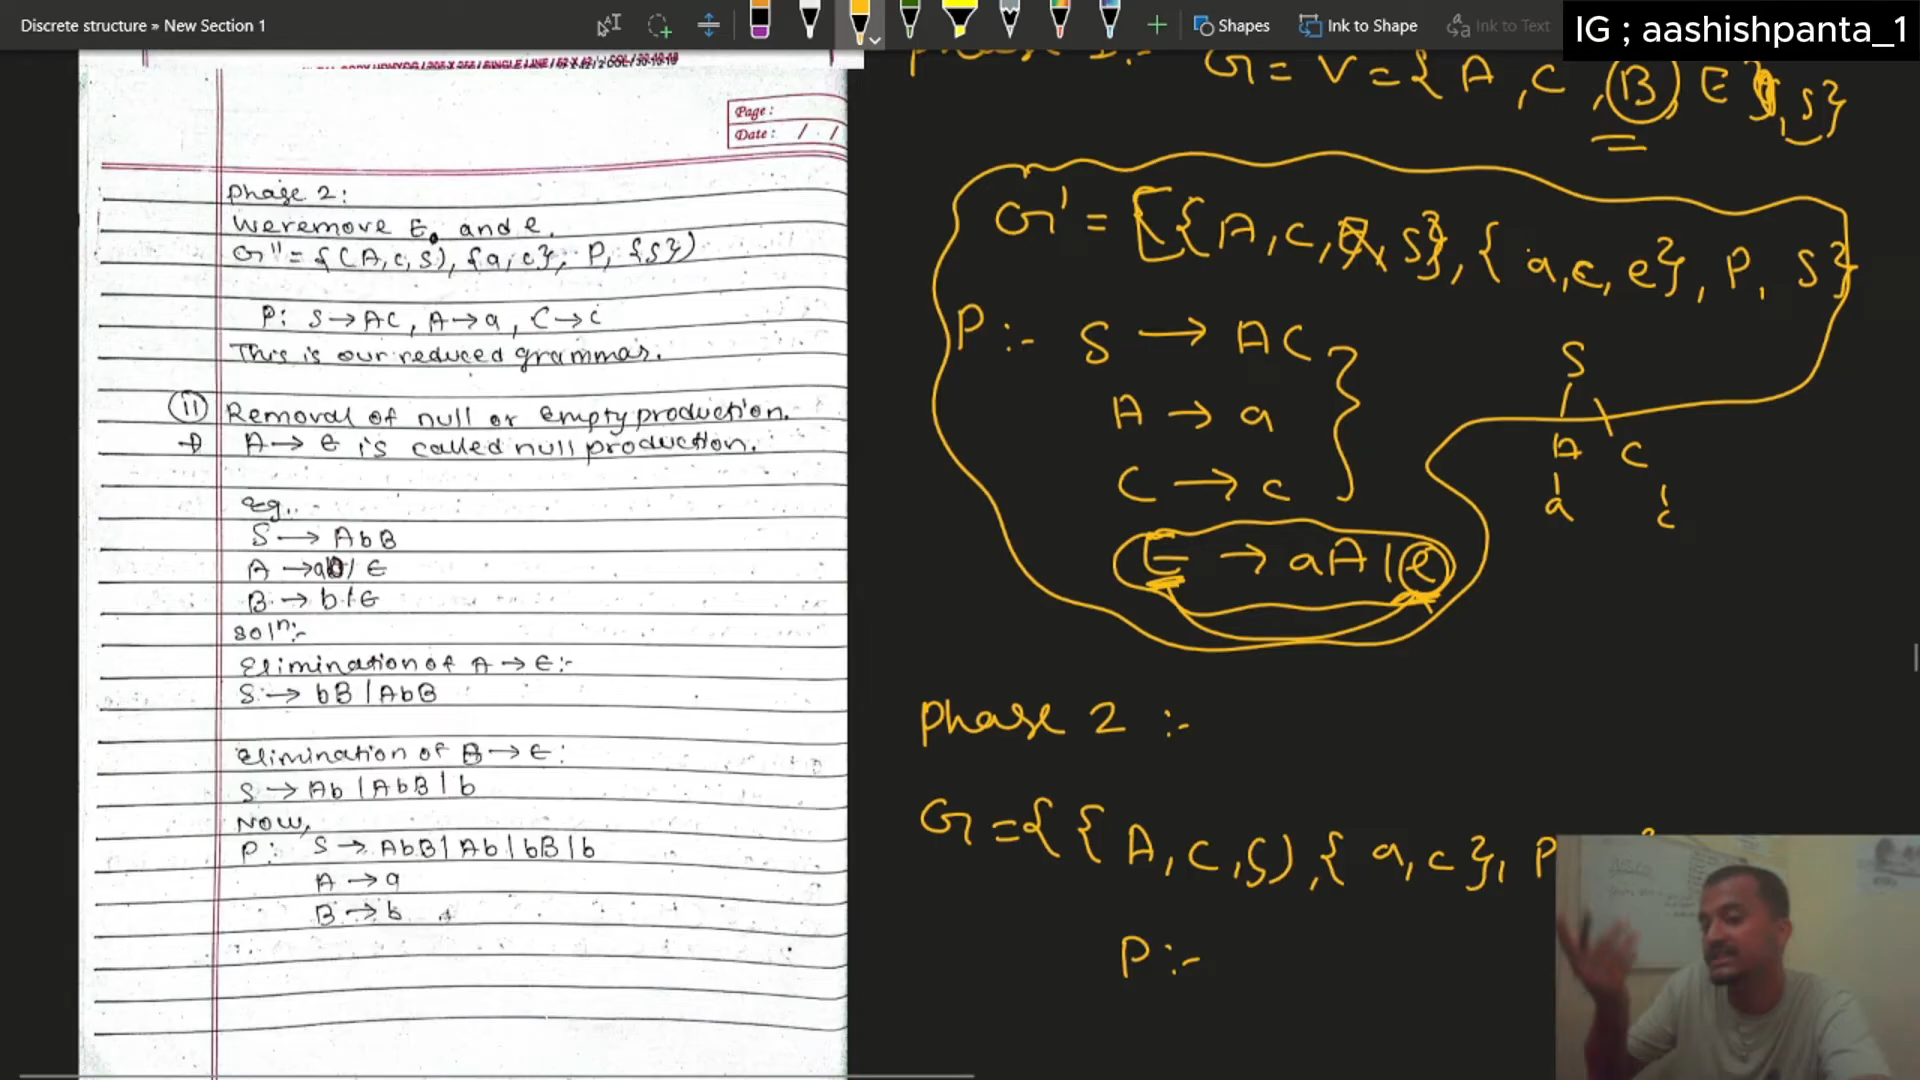 Discrete structure » New Section 1
Shapes
Ink to Shape
Ink to Text
IG ; aashishpanta_1
Page :
Date : / /
Phase 2:
We remove E and e.
G'' = {(A,C,S), {a,c}, P, {S})
P: S → AC, A → a, C → c
This is our reduced grammar.
(ii) Removal of null or empty production.
→ A → ϵ is called null production.
eg..
S → AbB
/ ϵ
B → b/ϵ
solⁿ:-
Elimination of A → ϵ:-
S → bB | AbB
Elimination of B → ϵ:
S → Ab | AbB | b
Now,
P: S → AbB | Ab | bB | b
A → a
B → b
G = V = {A, C, B, E, S}
G' = [{A, C, S}, {a, c, e}, P, S}
P :- S → AC }
A → a
C → c
E → aA | e
S
A C
a c
Phase 2 :-
G = {{A, C, S), {a, c}, P
P :-